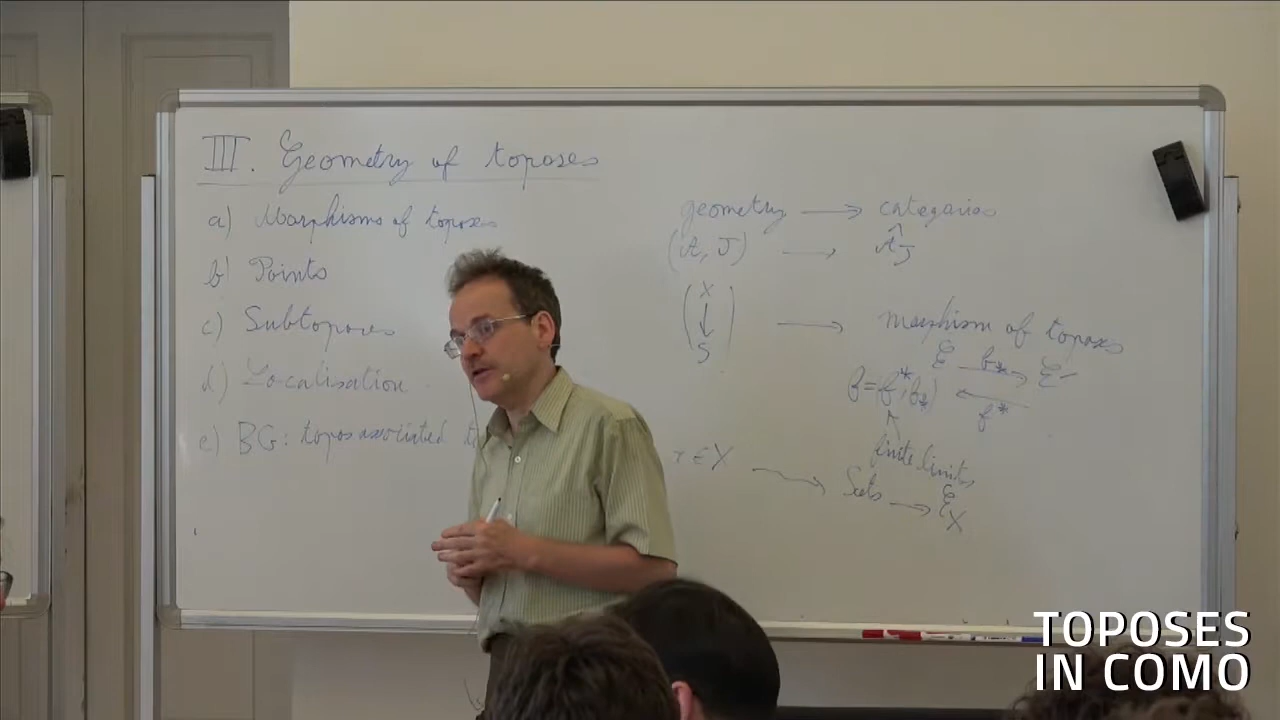 III. Geometry of toposes
a) Morphisms of toposes
b) Points
c) Subtoposes
d) Localisation
e) BG: topos associated t
geometry → categories
(A, J) → Â_J
( X ↓ S ) → morphism of toposes
E f_* → E'
f = (f^*, f_*) ← f^*
finite limits
x ∈ X → Sets → E_X
TOPOSES
IN COMO